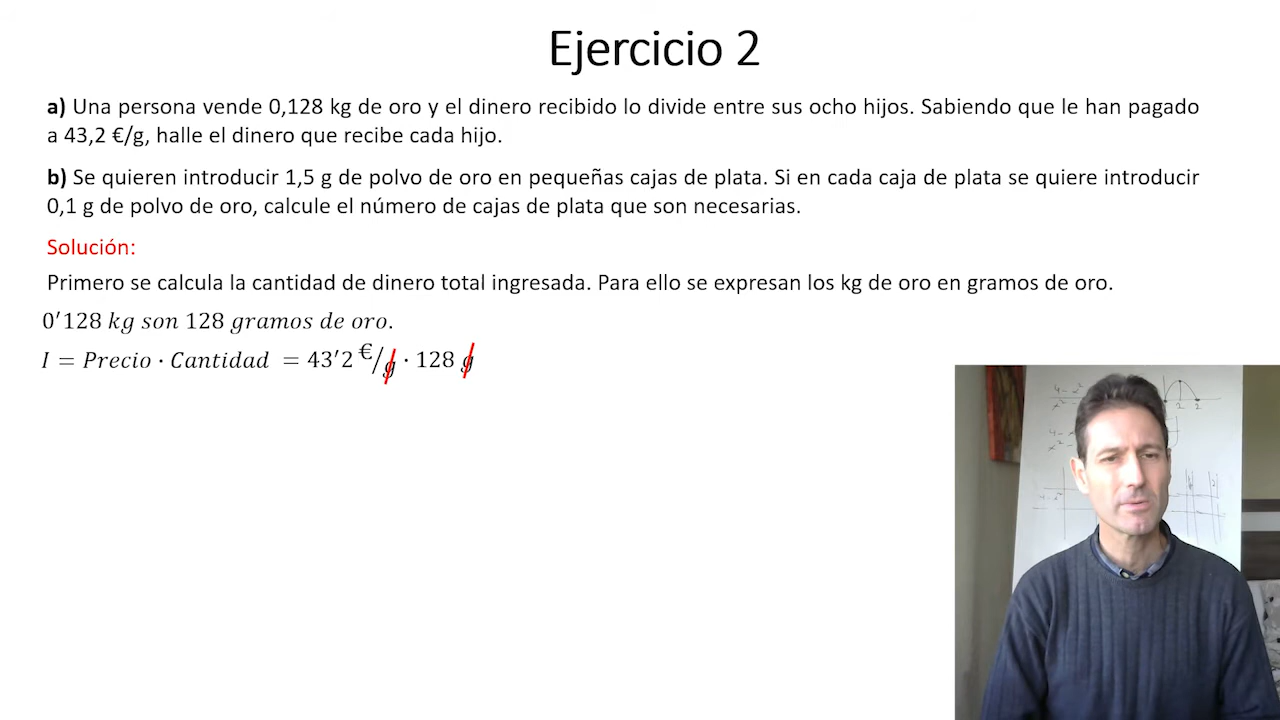 Ejercicio 2
a) Una persona vende 0,128 kg de oro y el dinero recibido lo divide entre sus ocho hijos. Sabiendo que le han pagado
a 43,2 €/g, halle el dinero que recibe cada hijo.
b) Se quieren introducir 1,5 g de polvo de oro en pequeñas cajas de plata. Si en cada caja de plata se quiere introducir
0,1 g de polvo de oro, calcule el número de cajas de plata que son necesarias.
Solución:
Primero se calcula la cantidad de dinero total ingresada. Para ello se expresan los kg de oro en gramos de oro.
0′128 kg son 128 gramos de oro.
I = Precio · Cantidad = 43′2 €/g · 128 g